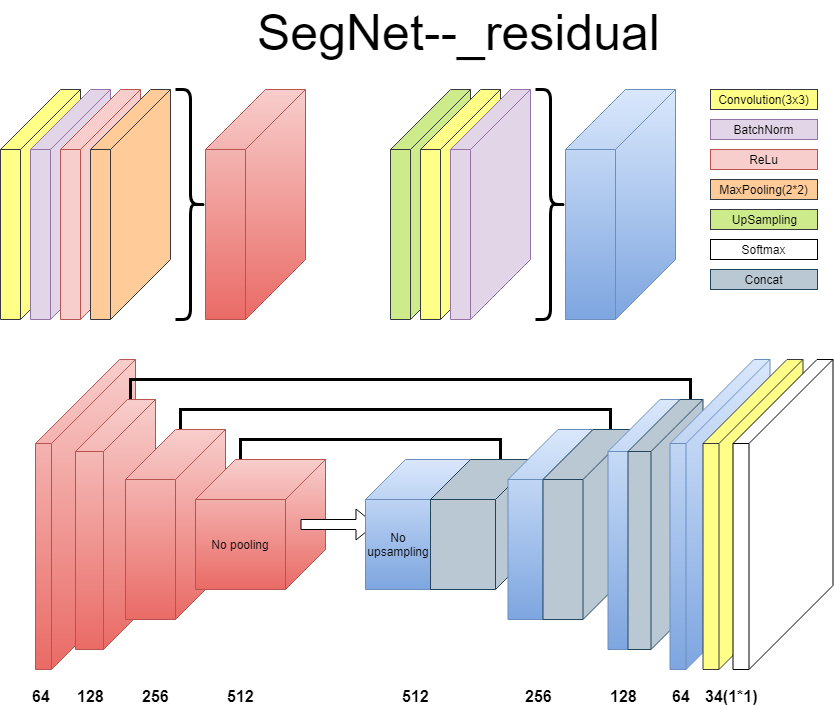 SegNet--_residual
Convolution(3x3)
BatchNorm
ReLu
MaxPooling(2*2)
UpSampling
Softmax
Concat
No pooling
No
upsampling
64 128 256 512 512 256 128 64 34(1*1)